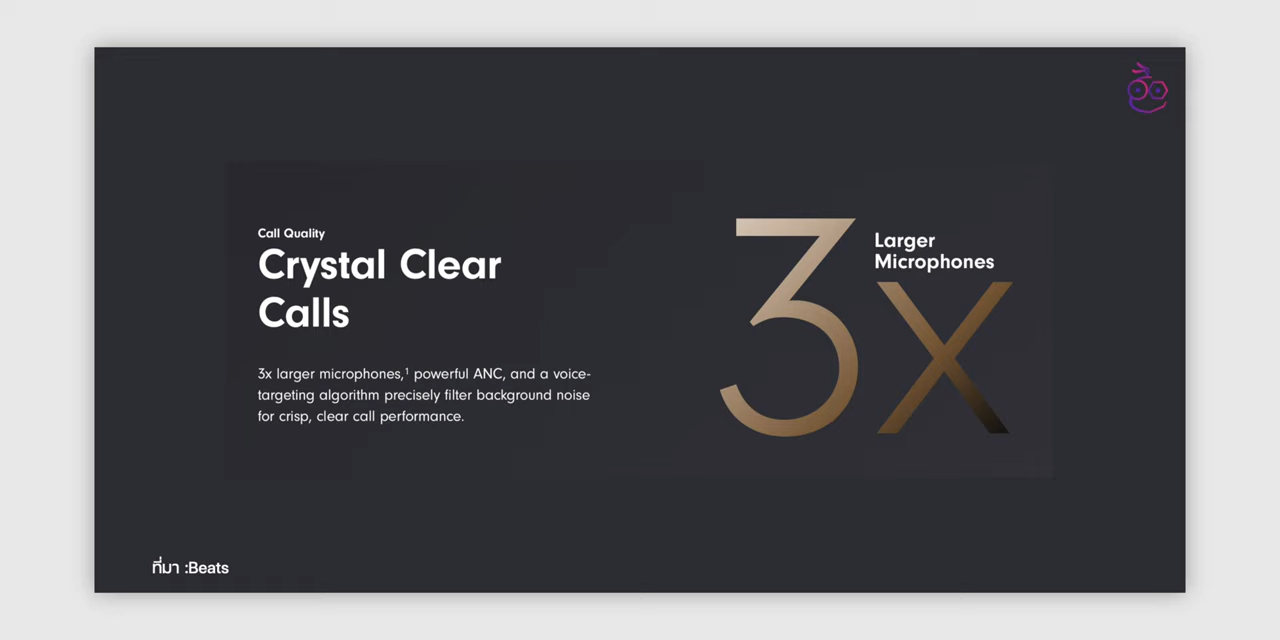 Call Quality
Crystal Clear
Calls
3x larger microphones,¹ powerful ANC, and a voice-
targeting algorithm precisely filter background noise
for crisp, clear call performance.
3x
Larger
Microphones
ที่มา :Beats